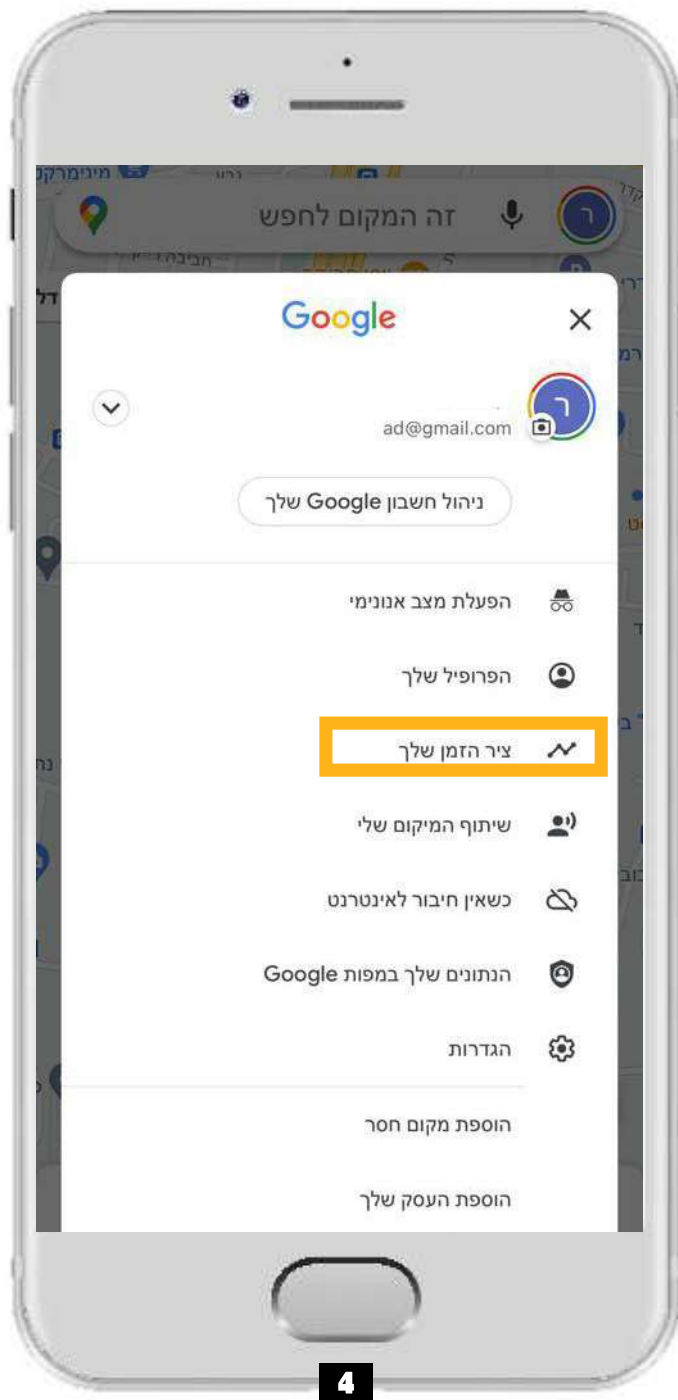 מינימרקט
זה המקום לחפש
ר
Google
ר
ad@gmail.com
ניהול חשבון Google שלך
הפעלת מצב אנונימי
הפרופיל שלך
ציר הזמן שלך
שיתוף המיקום שלי
כשאין חיבור לאינטרנט
הנתונים שלך במפות Google
הגדרות
הוספת מקום חסר
הוספת העסק שלך
4